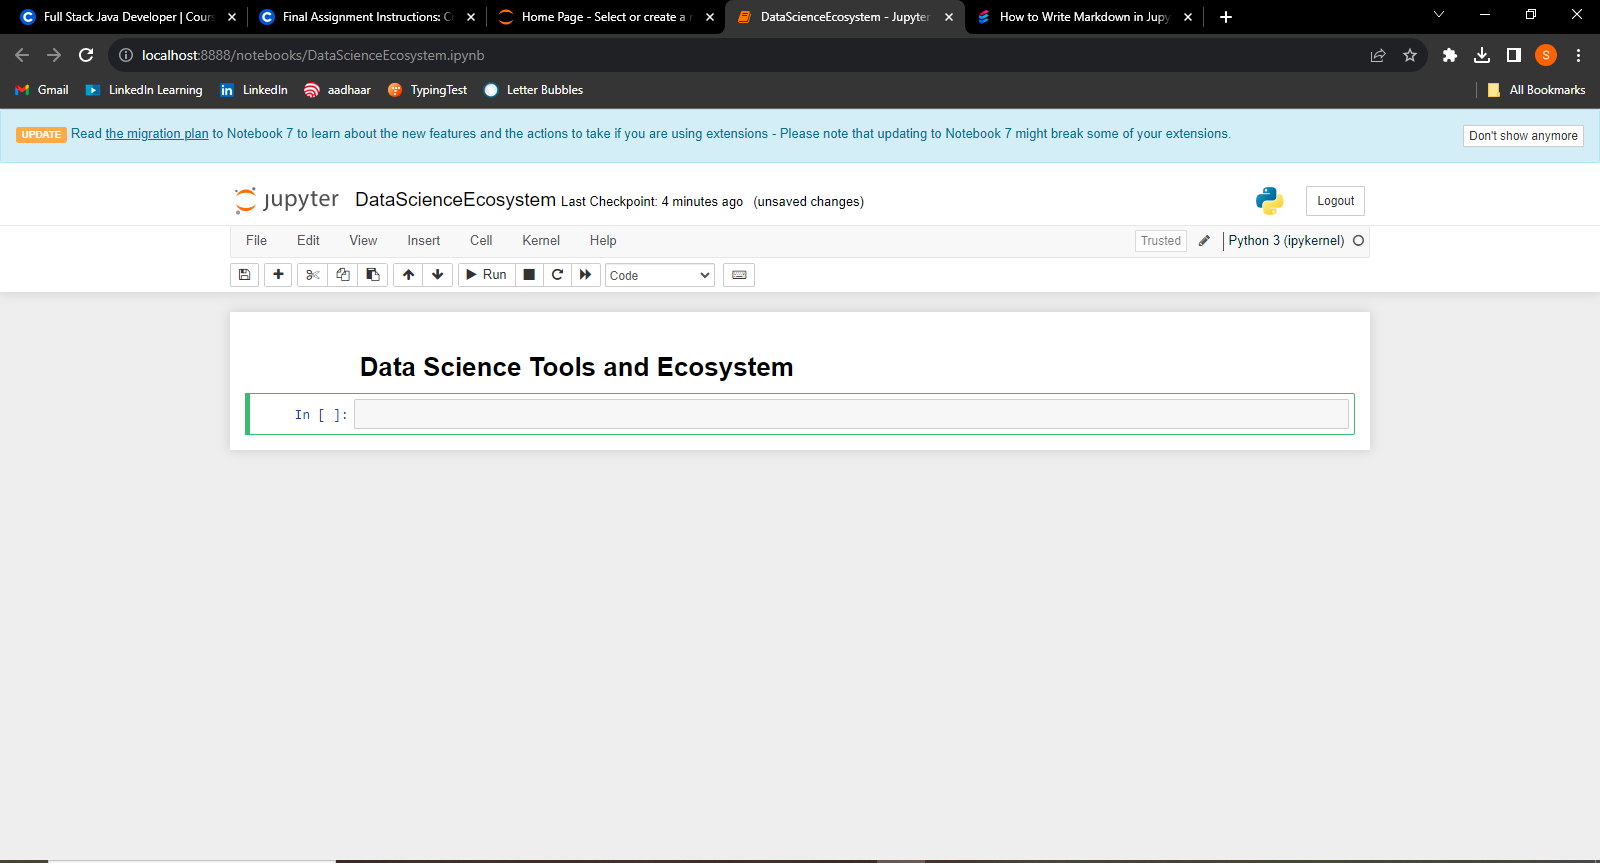 Full Stack Java Developer | Cours
Final Assignment Instructions: C
Home Page - Select or create a n
DataScienceEcosystem - Jupyter
How to Write Markdown in Jupy
localhost:8888/notebooks/DataScienceEcosystem.ipynb
S
Gmail
LinkedIn Learning
in LinkedIn
aadhaar
TypingTest
Letter Bubbles
All Bookmarks
UPDATE Read the migration plan to Notebook 7 to learn about the new features and the actions to take if you are using extensions - Please note that updating to Notebook 7 might break some of your extensions.
Don't show anymore
jupyter DataScienceEcosystem Last Checkpoint: 4 minutes ago (unsaved changes)
Logout
File Edit View Insert Cell Kernel Help
Trusted
Python 3 (ipykernel)
Run
Code
Data Science Tools and Ecosystem
In [ ]: